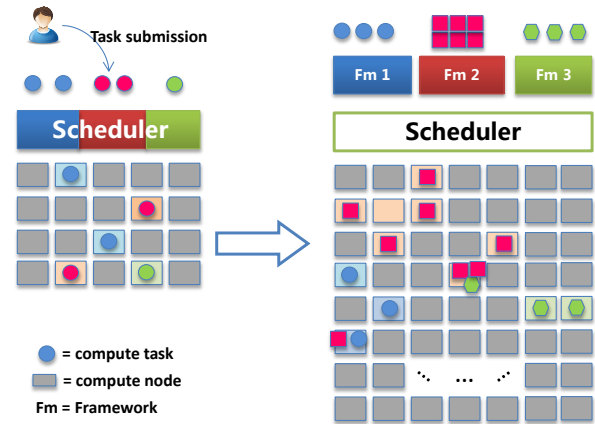 Task submission
Scheduler
Fm 1
Fm 2
Fm 3
Scheduler
... ... ...
= compute task
= compute node
Fm = Framework